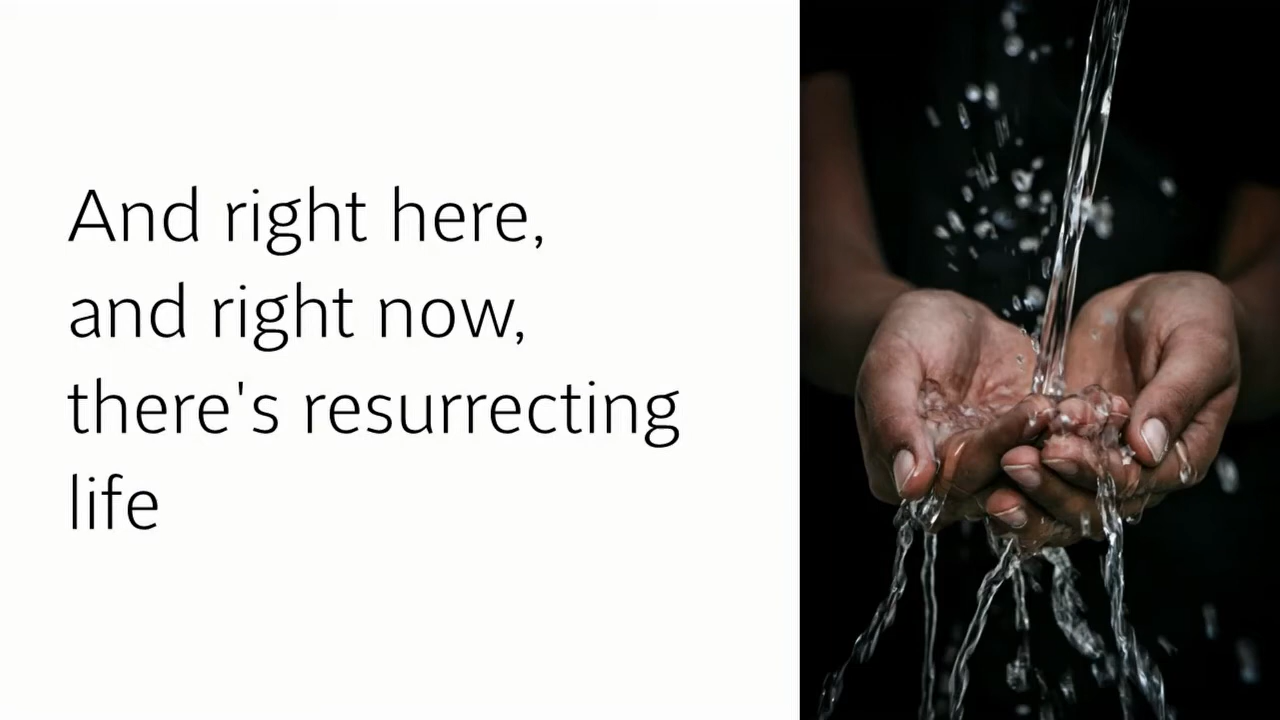 And right here,
and right now,
there's resurrecting
life